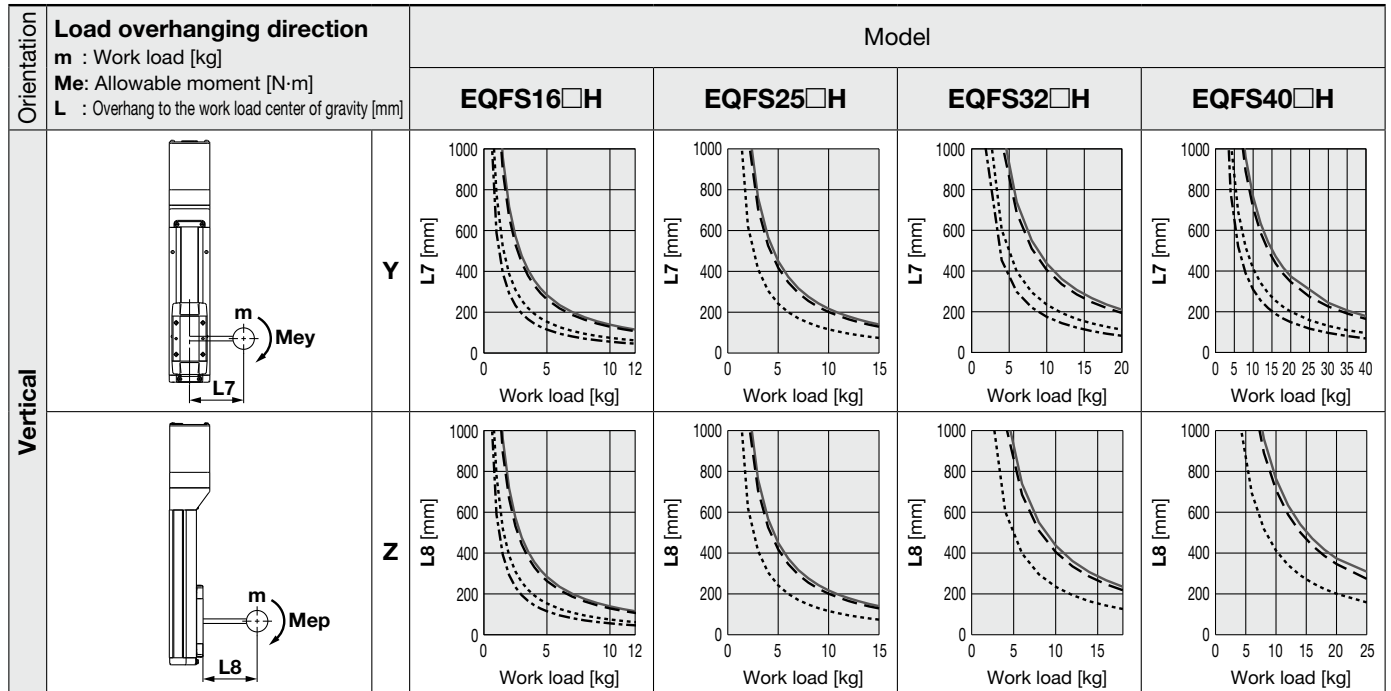 Orientation
Load overhanging direction
m : Work load [kg]
Me: Allowable moment [N·m]
L : Overhang to the work load center of gravity [mm]
Model
EQFS16□H
EQFS25□H
EQFS32□H
EQFS40□H
Vertical
m
Mey
L7
Y
L7 [mm]
1000
800
600
400
200
0
0 5 10 12
Work load [kg]
L7 [mm]
1000
800
600
400
200
0
0 5 10 15
Work load [kg]
L7 [mm]
1000
800
600
400
200
0
0 5 10 15 20
Work load [kg]
L7 [mm]
1000
800
600
400
200
0
0 5 10 15 20 25 30 35 40
Work load [kg]
m
Mep
L8
Z
L8 [mm]
1000
800
600
400
200
0
0 5 10 12
Work load [kg]
L8 [mm]
1000
800
600
400
200
0
0 5 10 15
Work load [kg]
L8 [mm]
1000
800
600
400
200
0
0 5 10 15
Work load [kg]
L8 [mm]
1000
800
600
400
200
0
0 5 10 15 20 25
Work load [kg]